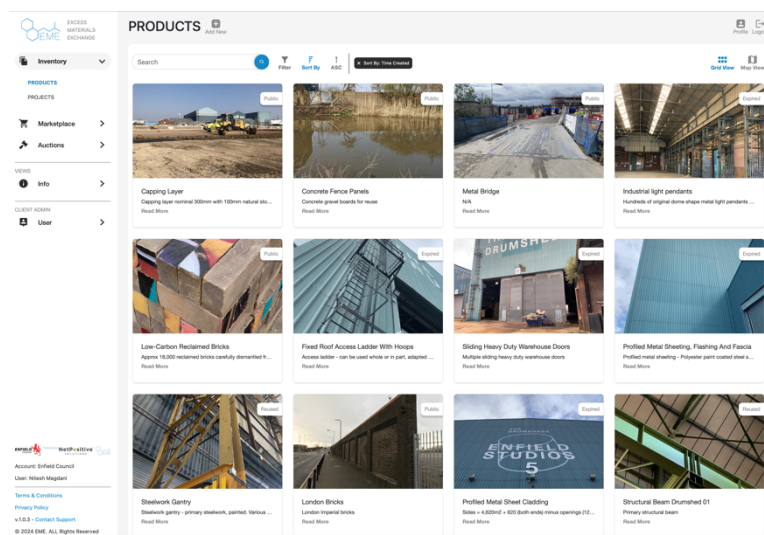 EME
EXCESS
MATERIALS
EXCHANGE
PRODUCTS
Add New
Profile
Logo
Inventory
PRODUCTS
PROJECTS
Marketplace
Auctions
VIEWS
Info
CLIENT ADMIN
User
Search
Filter
Sort By
ASC
× Sort By: Time Created
Grid View
Map View
Public
Public
Public
Expired
Capping Layer
Capping layer nominal 300mm with 100mm natural sto...
Read More
Concrete Fence Panels
Concrete gravel boards for reuse
Read More
Metal Bridge
N/A
Read More
Industrial light pendants
Hundreds of original dome shape metal light pendants ...
Read More
Public
Expired
DRUMSHE
Expired
Expired
Low-Carbon Reclaimed Bricks
Approx 18,000 reclaimed bricks carefully dismantled fr...
Read More
Fixed Roof Access Ladder With Hoops
Access ladder - can be used whole or in part, adapted ...
Read More
Sliding Heavy Duty Warehouse Doors
Multiple sliding heavy duty warehouse doors
Read More
Profiled Metal Sheeting, Flashing And Fascia
Profiled metal sheeting - Polyester paint coated steel s...
Read More
Reused
Public
Expired
ENFIELD
STUDIOS
5
Reused
Steelwork Gantry
Steelwork gantry - primary steelwork, painted. Various ...
Read More
London Bricks
London Imperial bricks
Read More
Profiled Metal Sheet Cladding
Sides = 4,620m2 + 620 (both ends) minus openings (12...
Read More
Structural Beam Drumshed 01
Primary structural beam
Read More
ENFIELD
NetPositive
SOLUTIONS
Account: Enfield Council
User: Nitesh Magdani
Terms & Conditions
Privacy Policy
v.1.0.3 - Contact Support
© 2024 EME. ALL Rights Reserved